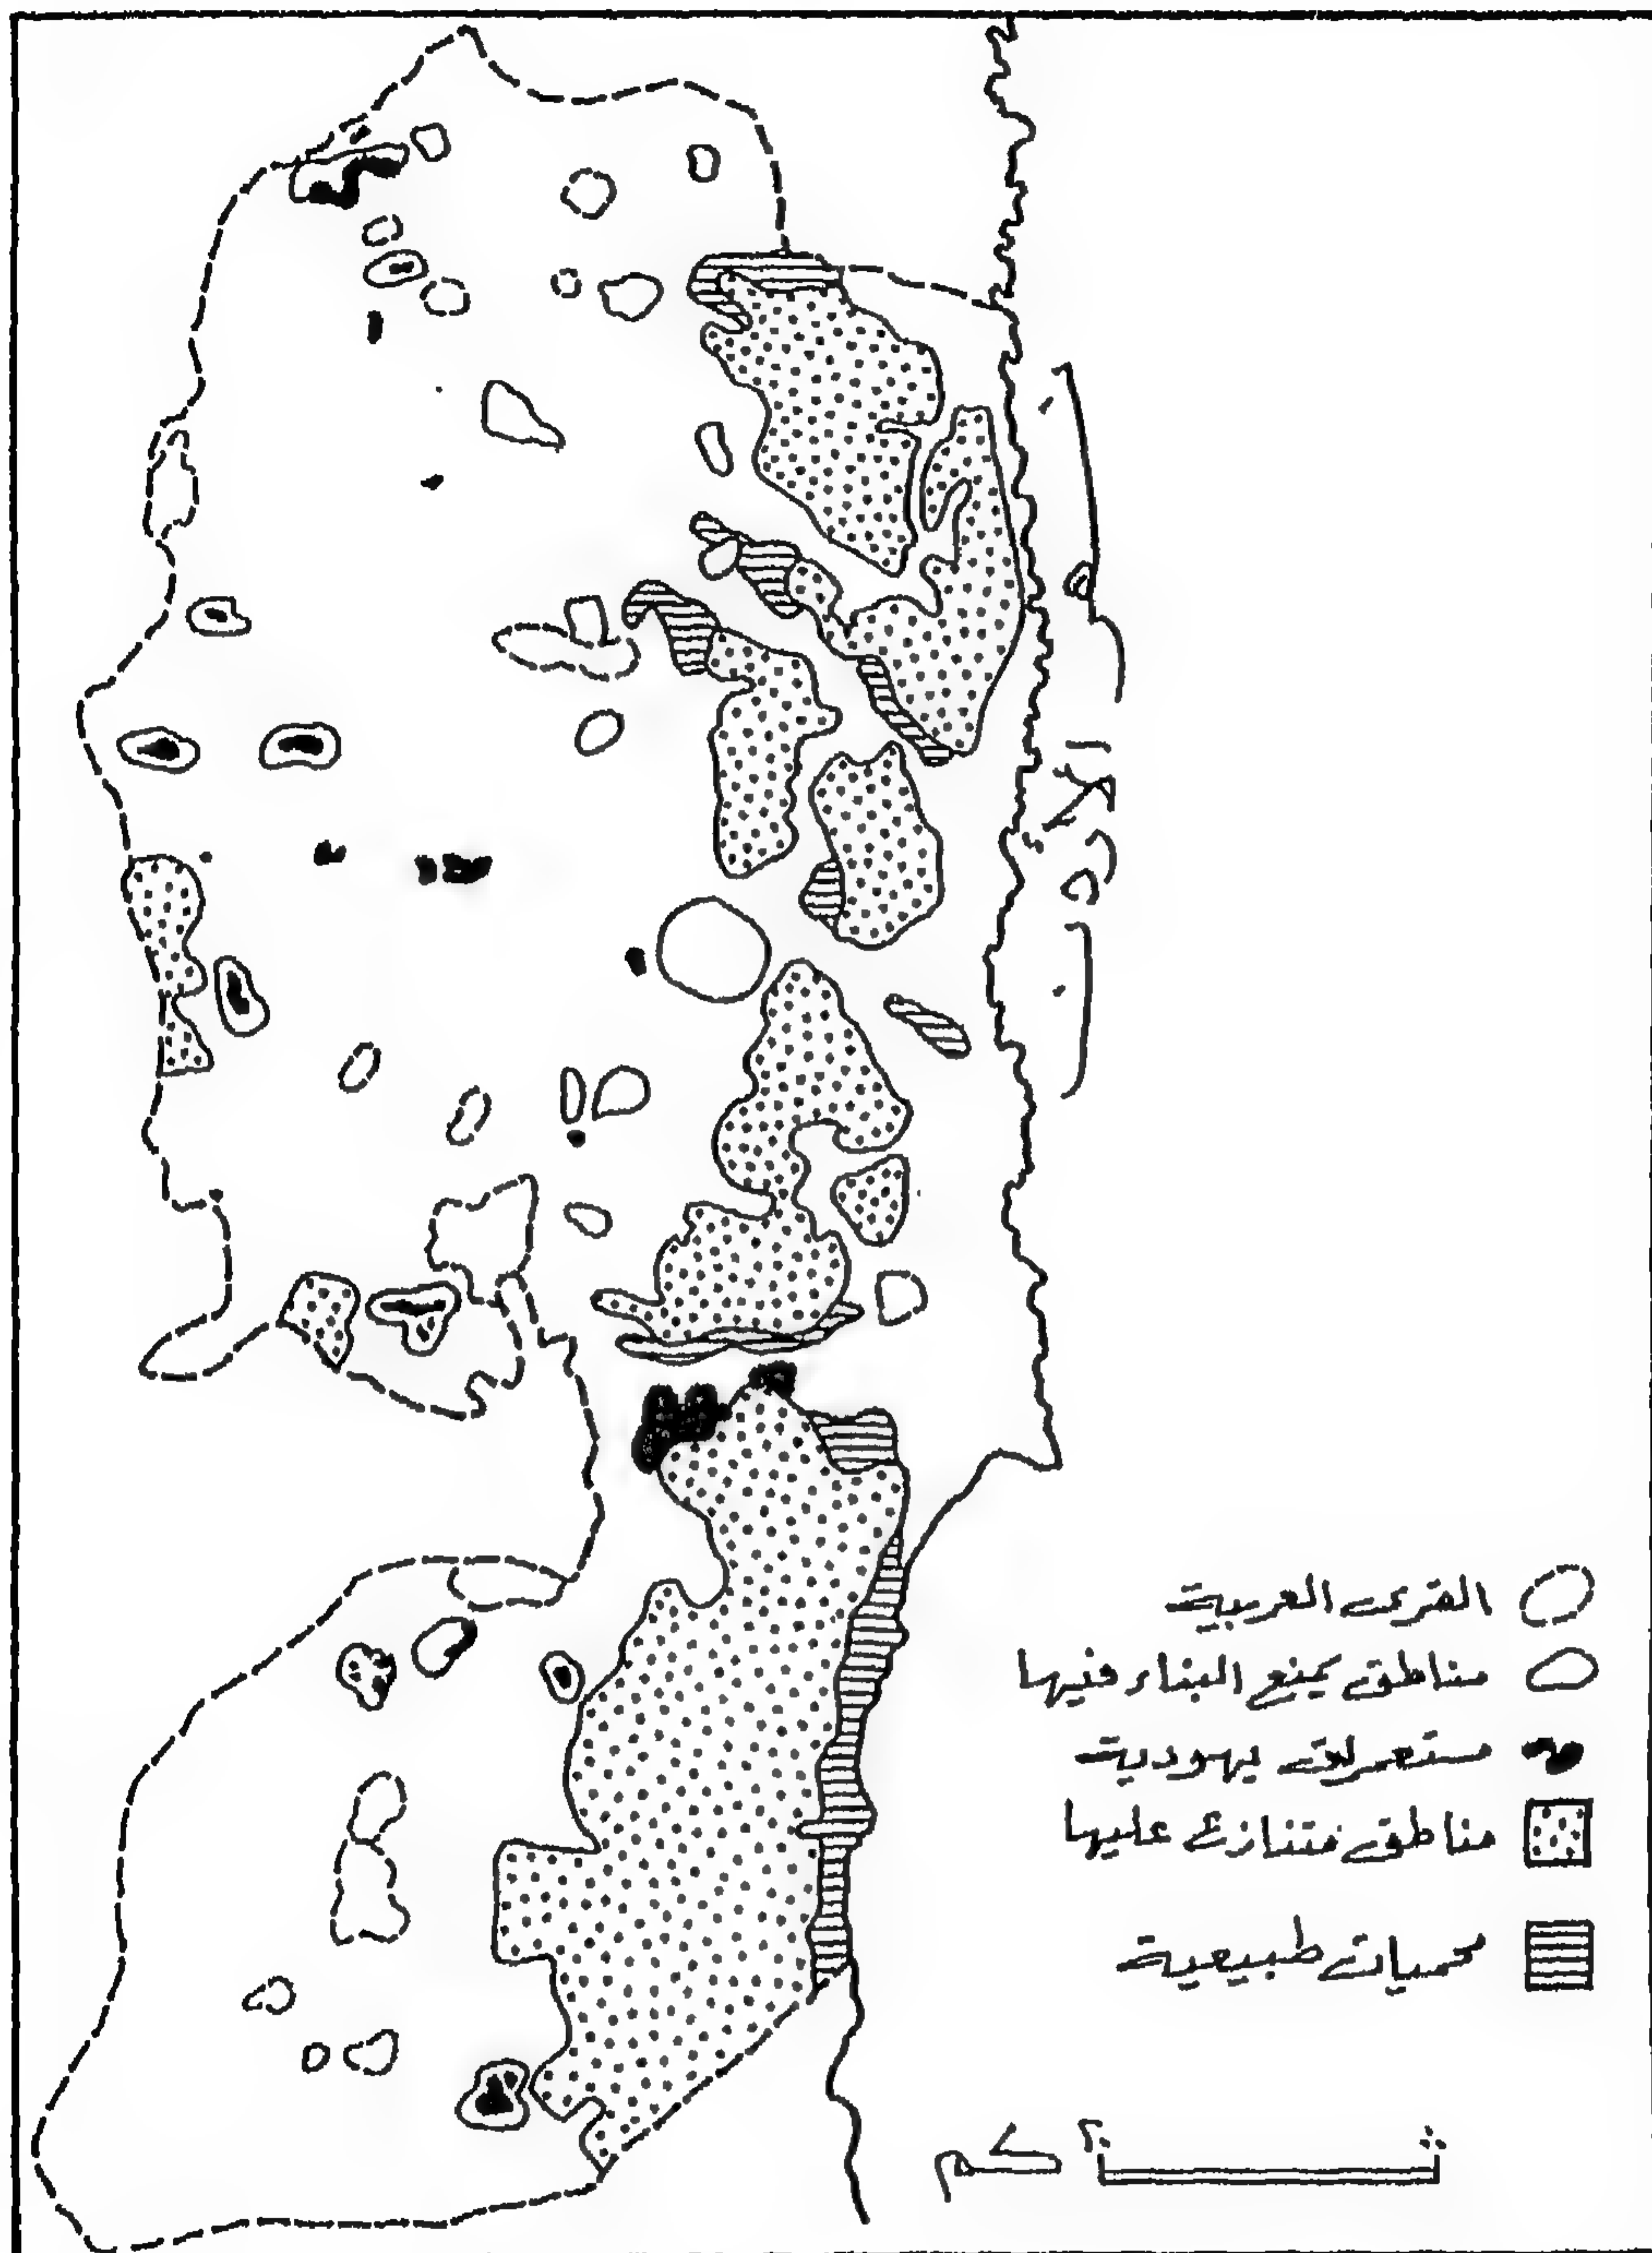 القرى العربية
مناطق يمنع البناء فيها
مستعمرات يهودية
مناطق متنازع عليها
محميات طبيعية
كم